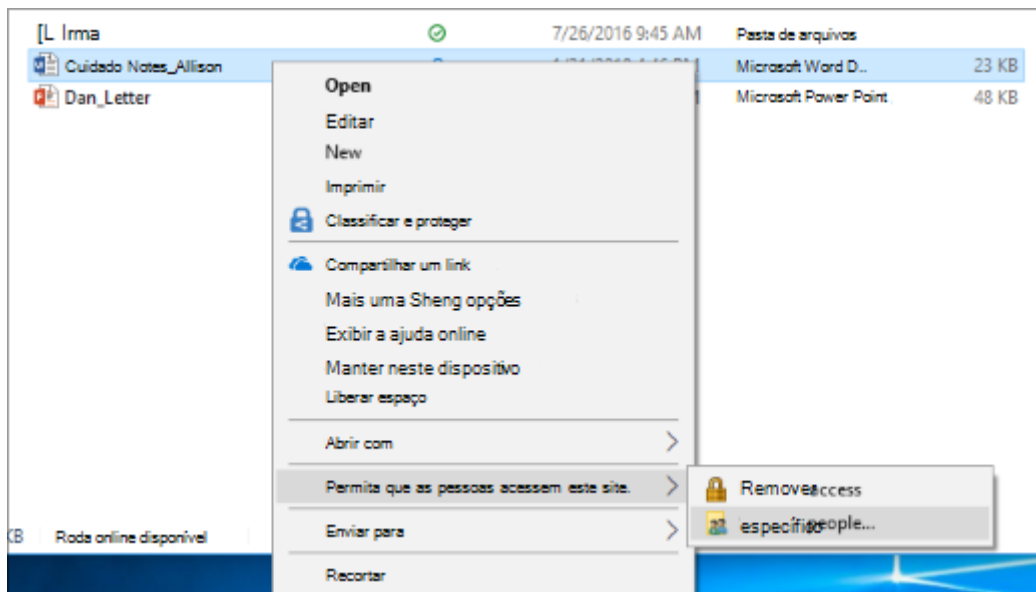 [L Irma 7/26/2016 9:45 AM Pasta de arquivos
Cuidado Notes_Allison Microsoft Word D.. 23 KB
Dan_Letter Microsoft Power Point 48 KB
Open
Editar
New
Imprimir
Classificar e proteger
Compartilhar um link
Mais uma Sheng opções
Exibir a ajuda online
Manter neste dispositivo
Liberar espaço
Abrir com
Permita que as pessoas acessem este site.
Remover access
específico people...
Enviar para
KB Roda online disponível
Recortar